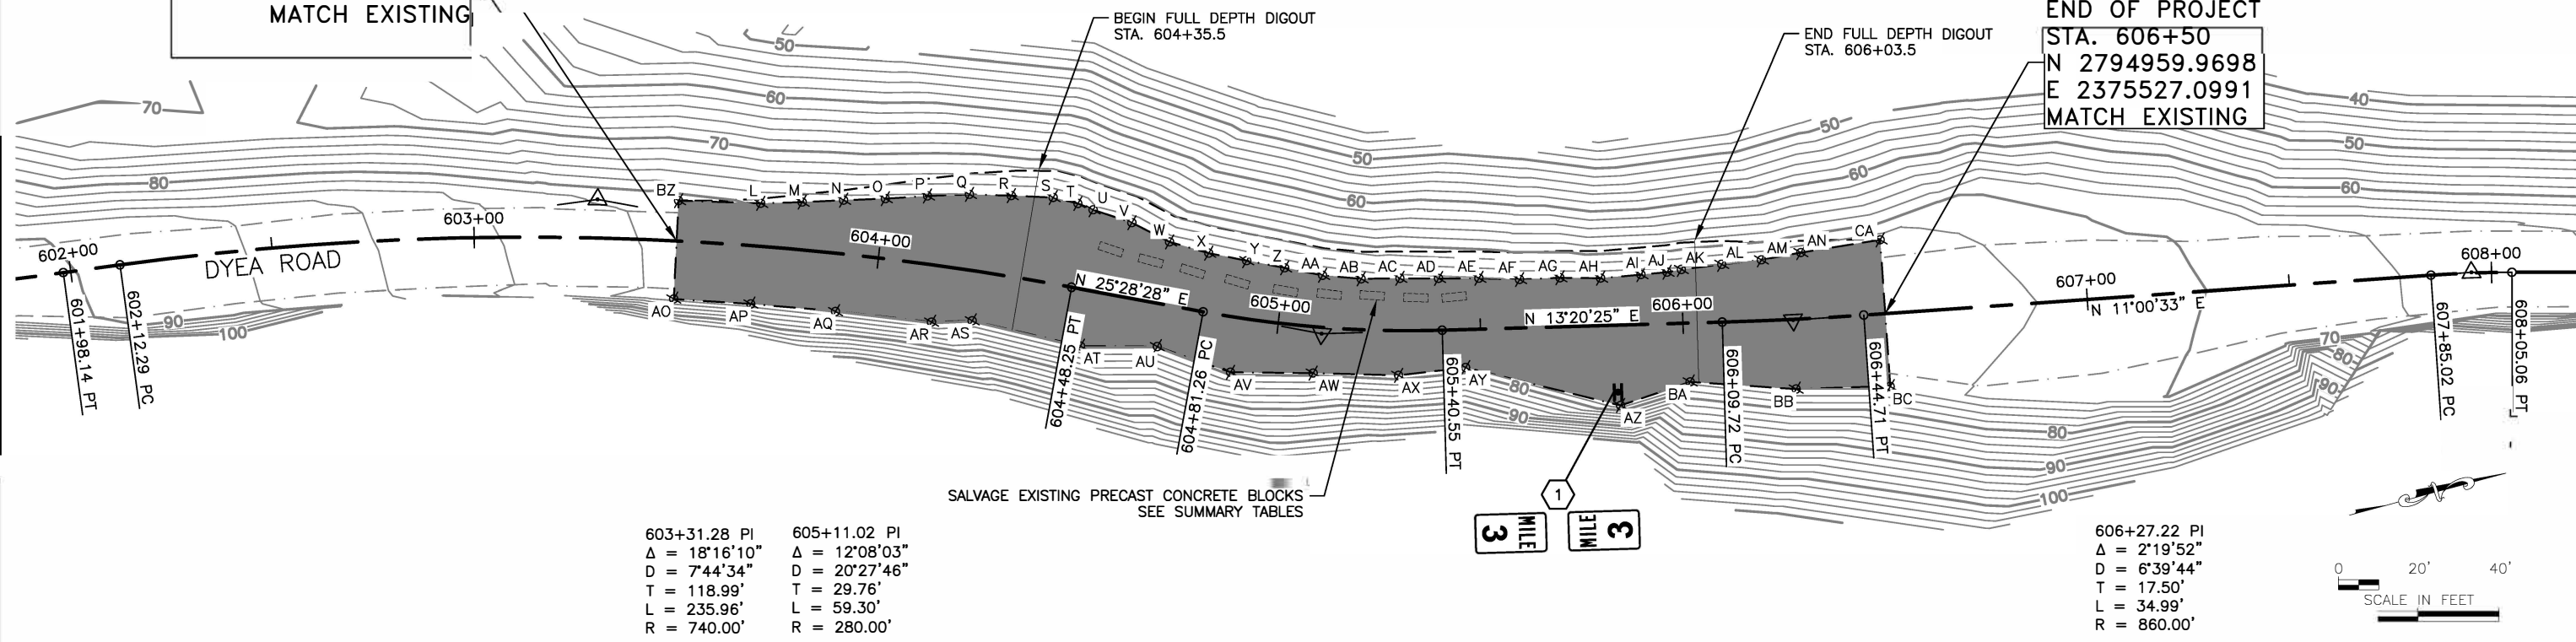 MATCH EXISTING
BEGIN FULL DEPTH DIGOUT
STA. 604+35.5
END FULL DEPTH DIGOUT
STA. 606+03.5
END OF PROJECT
STA. 606+50
N 2794959.9698
E 2375527.0991
MATCH EXISTING
50
70
60
70
80
50
60
50
60
40
50
60
BZ
L
M
N
O
P
Q
R
S
T
U
V
W
X
Y
Z
AA
AB
AC
AD
AE
AF
AG
AH
AI
AJ
AK
AL
AM
AN
CA
602+00
DYEA ROAD
603+00
604+00
N 25°28'28" E
605+00
N 13°20'25" E
606+00
607+00
N 11°00'33" E
608+00
601+98.14 PT
602+12.29 PC
604+48.25 PT
604+81.26 PC
605+40.55 PT
606+09.72 PC
606+44.71 PT
607+85.02 PC
608+05.06 PT
90
100
AO
AP
AQ
AR
AS
AT
AU
AV
AW
AX
AY
AZ
BA
BB
BC
80
90
70
80
90
80
90
100
SALVAGE EXISTING PRECAST CONCRETE BLOCKS
SEE SUMMARY TABLES
1
MILE
3
MILE
3
603+31.28 PI
Δ = 18°16'10"
D = 7°44'34"
T = 118.99'
L = 235.96'
R = 740.00'
605+11.02 PI
Δ = 12°08'03"
D = 20°27'46"
T = 29.76'
L = 59.30'
R = 280.00'
606+27.22 PI
Δ = 2°19'52"
D = 6°39'44"
T = 17.50'
L = 34.99'
R = 860.00'
N
0 20' 40'
SCALE IN FEET